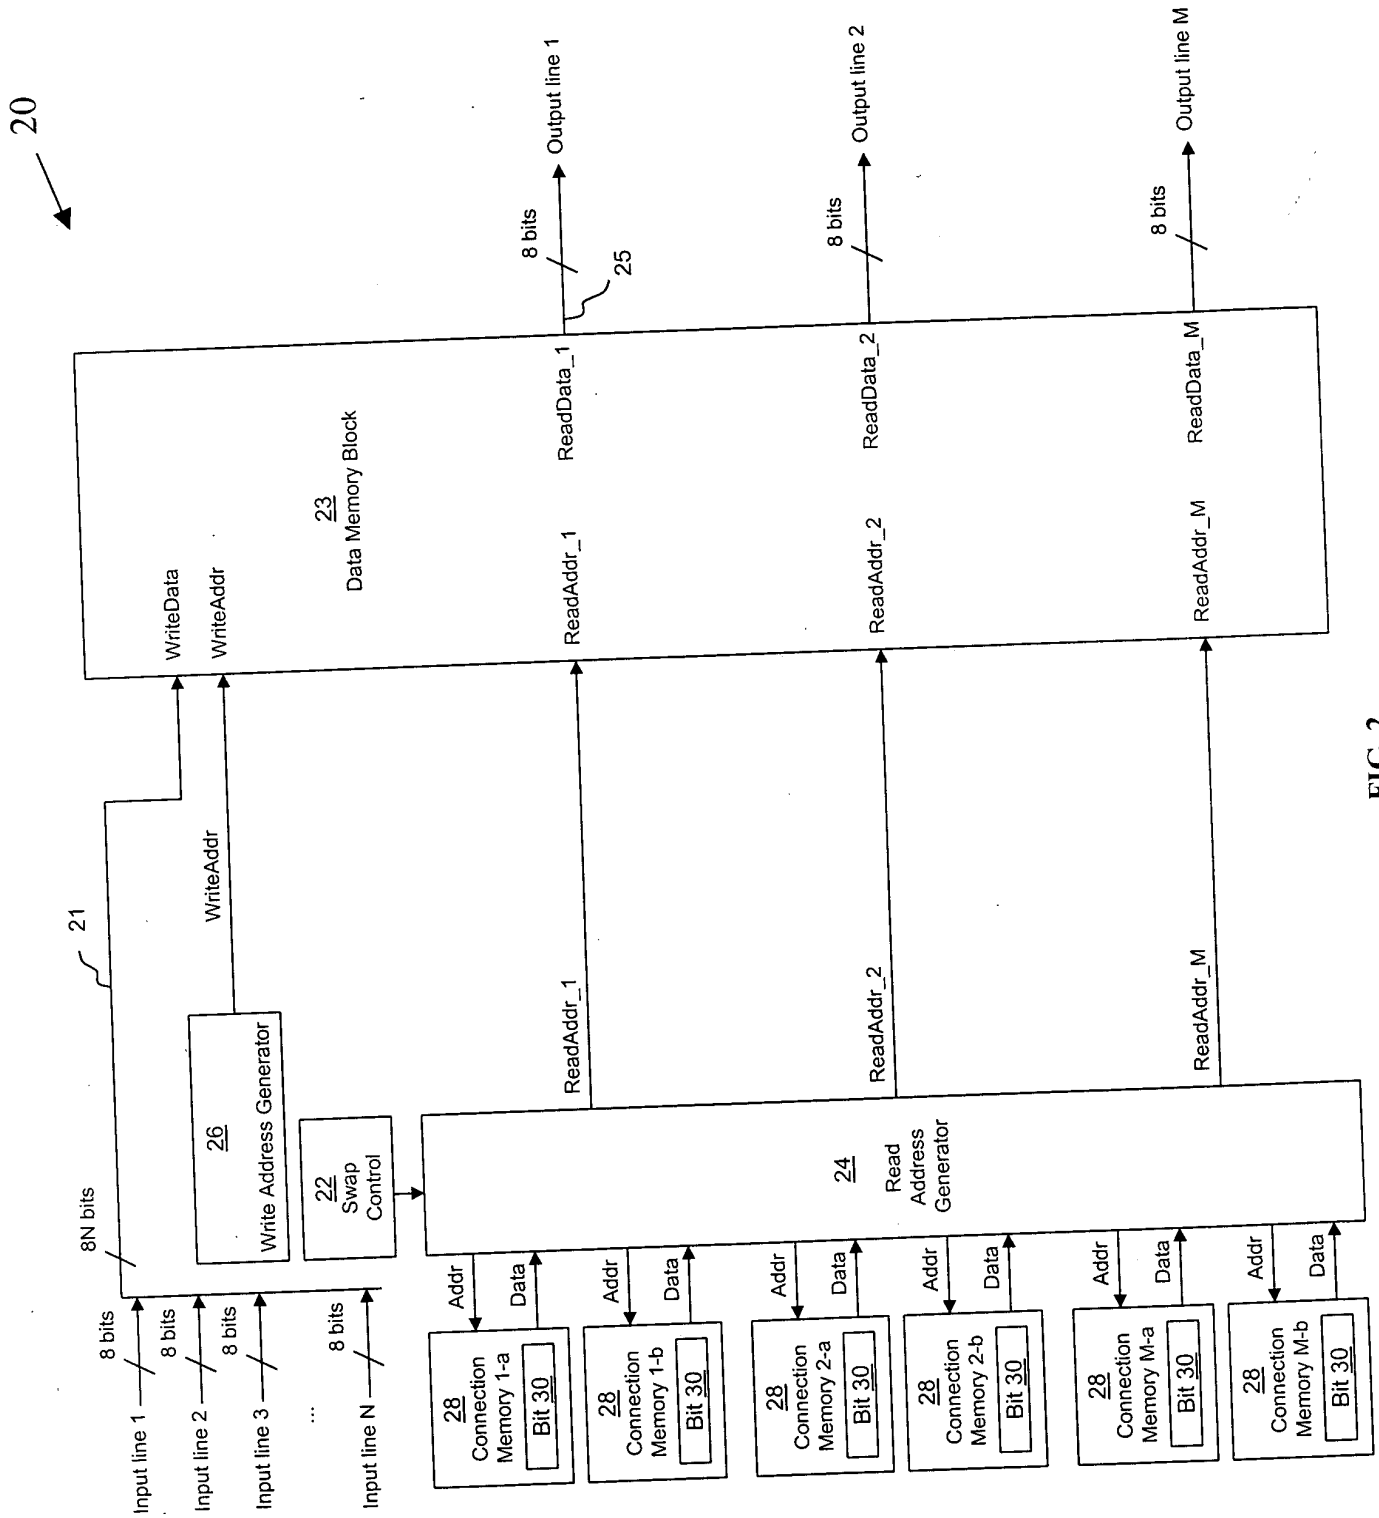 20
Input line 1
8 bits
Input line 2
8 bits
Input line 3
8 bits
...
Input line N
8 bits
8N bits
21
26
Write Address Generator
WriteAddr
22
Swap
Control
WriteData
WriteAddr
23
Data Memory Block
28
Connection
Memory 1-a
Bit 30
Addr
Data
28
Connection
Memory 1-b
Bit 30
Addr
Data
28
Connection
Memory 2-a
Bit 30
Addr
Data
28
Connection
Memory 2-b
Bit 30
Addr
Data
28
Connection
Memory M-a
Bit 30
Addr
Data
28
Connection
Memory M-b
Bit 30
Addr
Data
24
Read
Address
Generator
ReadAddr_1
ReadAddr_1
ReadData_1
8 bits
25
Output line 1
ReadAddr_2
ReadAddr_2
ReadData_2
8 bits
Output line 2
ReadAddr_M
ReadAddr_M
ReadData_M
8 bits
Output line M
FIG. 2